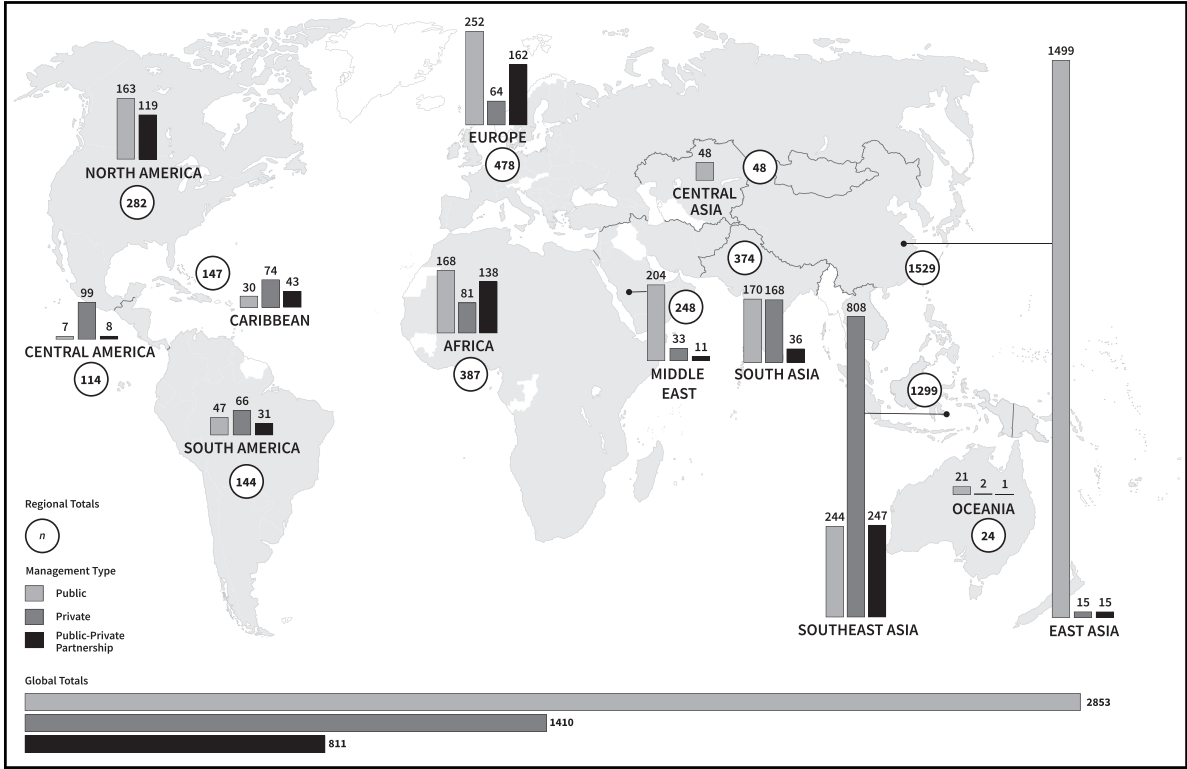 252
162
64
EUROPE
478
1499
163
119
NORTH AMERICA
282
48
48
CENTRAL
ASIA
147
30
74
43
CARIBBEAN
168
81
138
AFRICA
387
204
33
11
248
MIDDLE
EAST
374
170
168
36
SOUTH ASIA
1529
7
99
8
CENTRAL AMERICA
114
808
1299
47
66
31
SOUTH AMERICA
144
21
2
1
OCEANIA
24
244
247
SOUTHEAST ASIA
15
15
EAST ASIA
Regional Totals
n
Management Type
Public
Private
Public-Private
Partnership
Global Totals
2853
1410
811